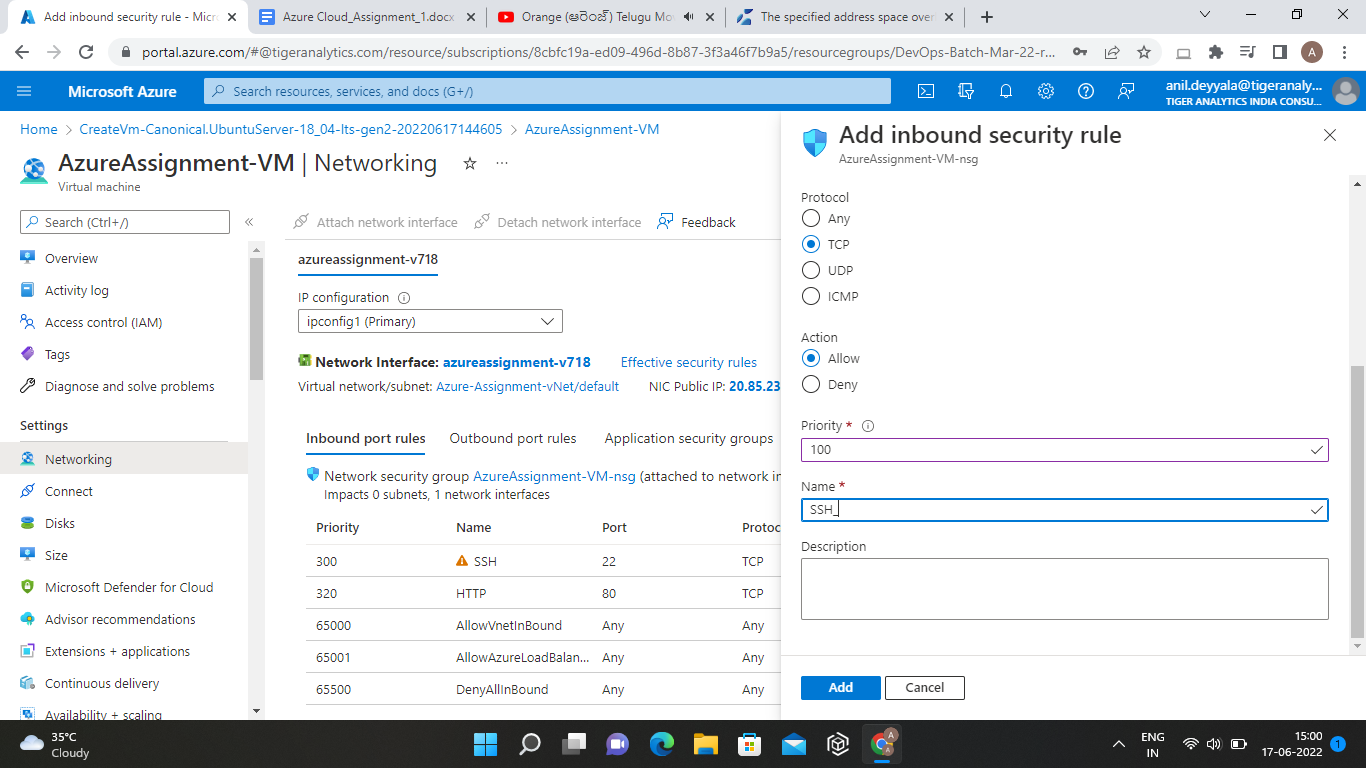 Add inbound security rule - Micr
Azure Cloud_Assignment_1.docx
Orange (ఆరెంజ్) Telugu Mov
The specified address space over
portal.azure.com/#@tigeranalytics.com/resource/subscriptions/8cbfc19a-ed09-496d-8b87-3f3a46f7b9a5/resourcegroups/DevOps-Batch-Mar-22-r...
A
Microsoft Azure
Search resources, services, and docs (G+/)
anil.deyyala@tigeranaly...
TIGER ANALYTICS INDIA CONSU...
Home > CreateVm-Canonical.UbuntuServer-18_04-lts-gen2-20220617144605 > AzureAssignment-VM
AzureAssignment-VM | Networking
Virtual machine
Search (Ctrl+/)
Overview
Activity log
Access control (IAM)
Tags
Diagnose and solve problems
Settings
Networking
Connect
Disks
Size
Microsoft Defender for Cloud
Advisor recommendations
Extensions + applications
Continuous delivery
Availability + scaling
Attach network interface
Detach network interface
Feedback
azureassignment-v718
IP configuration
ipconfig1 (Primary)
Network Interface: azureassignment-v718
Effective security rules
Virtual network/subnet: Azure-Assignment-vNet/default
NIC Public IP: 20.85.23
Inbound port rules
Outbound port rules
Application security groups
Network security group AzureAssignment-VM-nsg (attached to network in
Impacts 0 subnets, 1 network interfaces
Priority Name Port Protoc
300 SSH 22 TCP
320 HTTP 80 TCP
65000 AllowVnetInBound Any Any
65001 AllowAzureLoadBalan... Any Any
65500 DenyAllInBound Any Any
Add inbound security rule
AzureAssignment-VM-nsg
Protocol
Any
TCP
UDP
ICMP
Action
Allow
Deny
Priority *
100
Name *
SSH_
Description
Add
Cancel
35°C
Cloudy
A
ENG
IN
15:00
17-06-2022
1